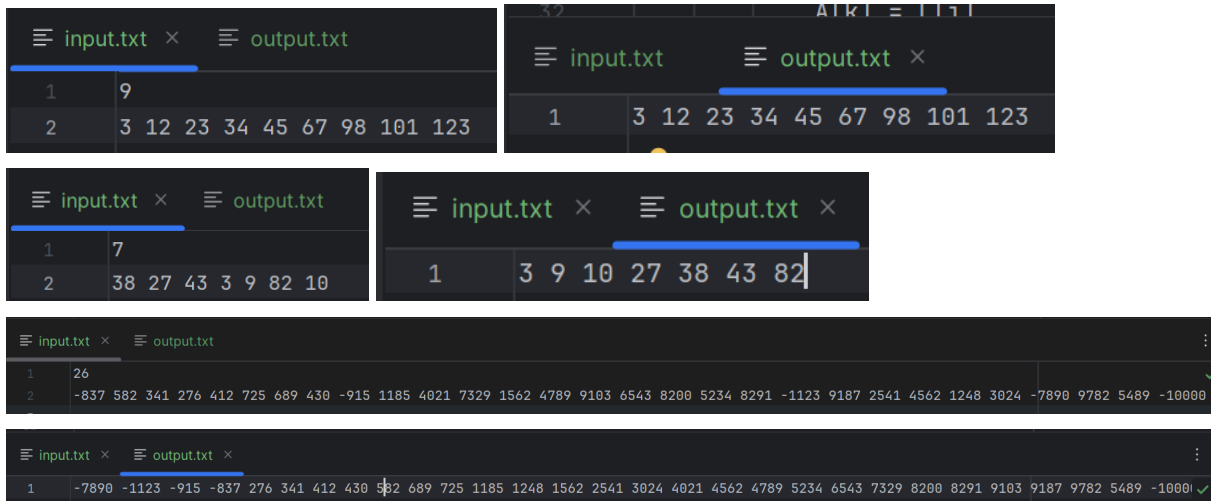 input.txt × output.txt
1 9
2 3 12 23 34 45 67 98 101 123
32 A[k] = L[i]
input.txt output.txt ×
1 3 12 23 34 45 67 98 101 123
input.txt × output.txt
1 7
2 38 27 43 3 9 82 10
input.txt × output.txt ×
1 3 9 10 27 38 43 82
input.txt × output.txt
1 26
2 -837 582 341 276 412 725 689 430 -915 1185 4021 7329 1562 4789 9103 6543 8200 5234 8291 -1123 9187 2541 4562 1248 3024 -7890 9782 5489 -10000
input.txt × output.txt ×
1 -7890 -1123 -915 -837 276 341 412 430 582 689 725 1185 1248 1562 2541 3024 4021 4562 4789 5234 6543 7329 8200 8291 9103 9187 9782 5489 -1000